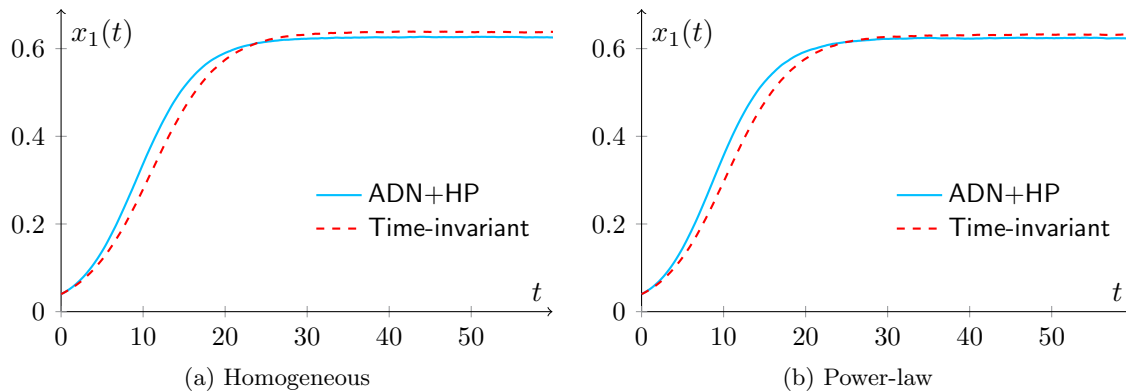 x₁(t)
0.6
0.4
0.2
0
0 10 20 30 40 50
t
ADN+HP
Time-invariant
(a) Homogeneous
x₁(t)
0.6
0.4
0.2
0
0 10 20 30 40 50
t
ADN+HP
Time-invariant
(b) Power-law